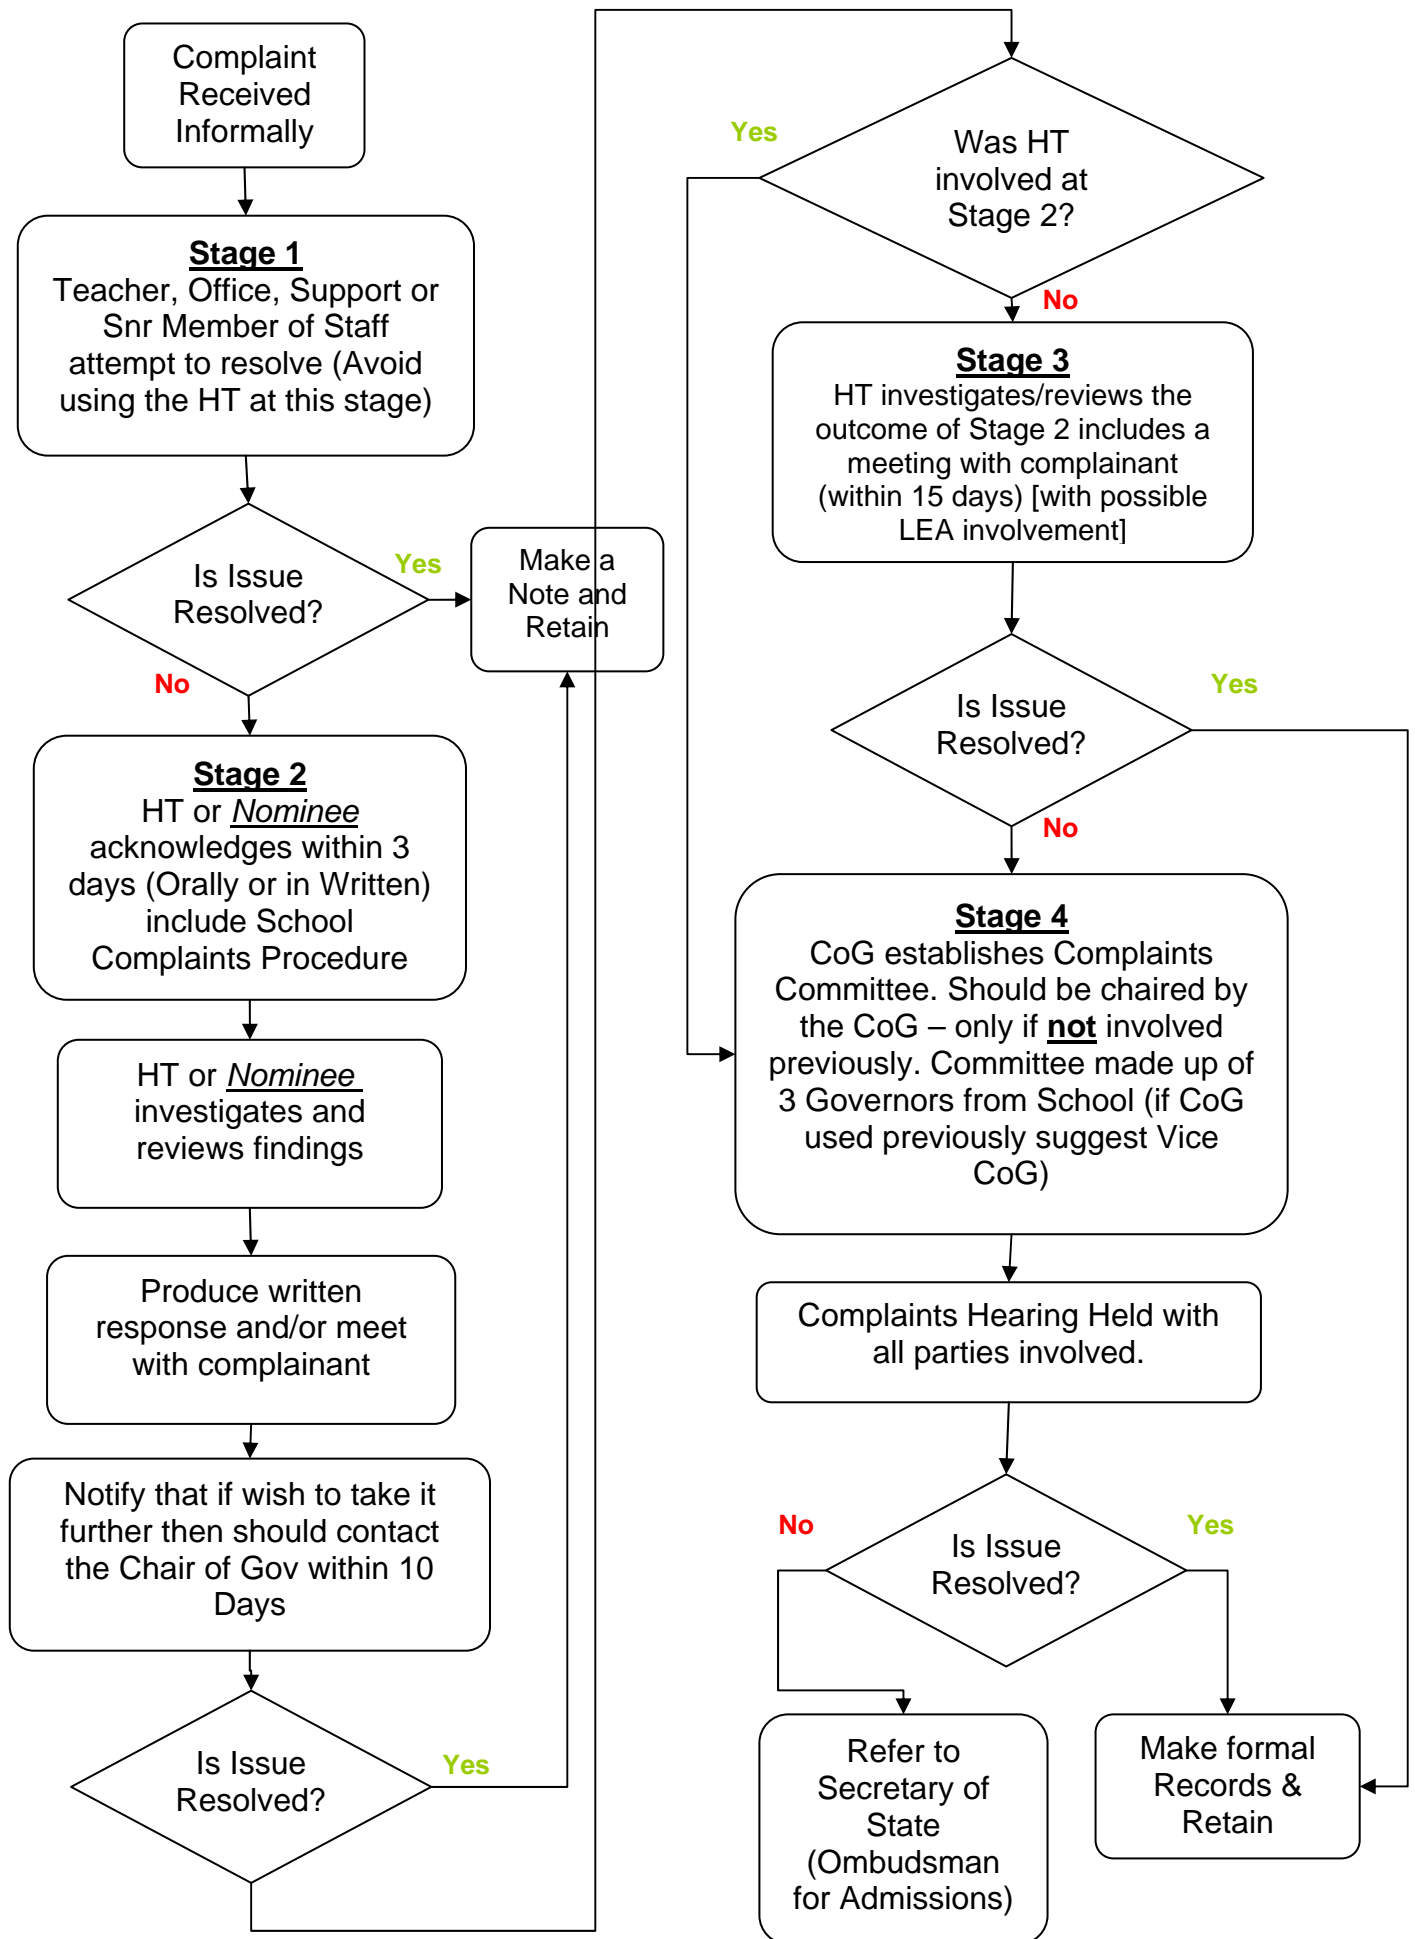 Complaint
Received
Informally
Stage 1
Teacher, Office, Support or
Snr Member of Staff
attempt to resolve (Avoid
using the HT at this stage)
Is Issue
Resolved?
Yes
Make a
Note and
Retain
No
Stage 2
HT or Nominee
acknowledges within 3
days (Orally or in Written)
include School
Complaints Procedure
HT or Nominee
investigates and
reviews findings
Produce written
response and/or meet
with complainant
Notify that if wish to take it
further then should contact
the Chair of Gov within 10
Days
Is Issue
Resolved?
Yes
Yes
Was HT
involved at
Stage 2?
No
Stage 3
HT investigates/reviews the
outcome of Stage 2 includes a
meeting with complainant
(within 15 days) [with possible
LEA involvement]
Is Issue
Resolved?
Yes
No
Stage 4
CoG establishes Complaints
Committee. Should be chaired by
the CoG – only if not involved
previously. Committee made up of
3 Governors from School (if CoG
used previously suggest Vice
CoG)
Complaints Hearing Held with
all parties involved.
No
Is Issue
Resolved?
Yes
Refer to
Secretary of
State
(Ombudsman
for Admissions)
Make formal
Records &
Retain